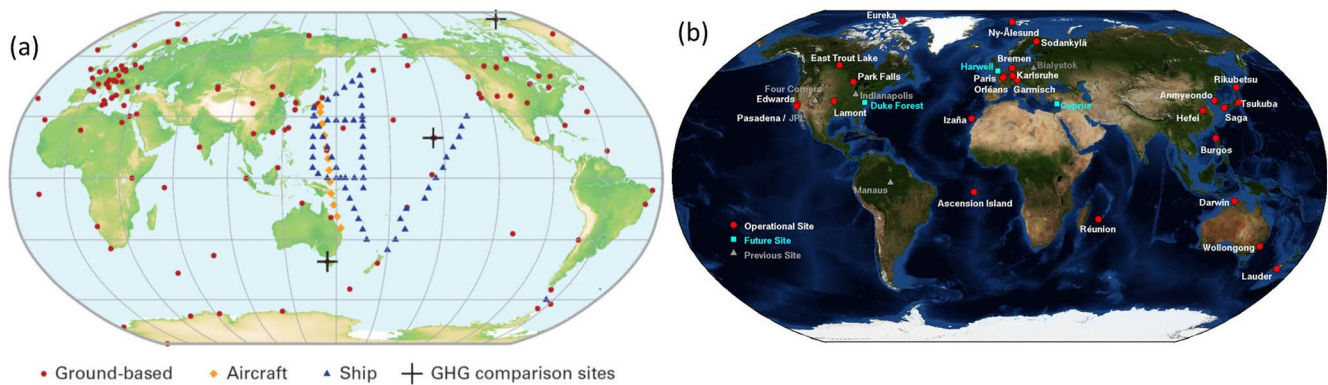 (a)
Ground-based
Aircraft
Ship
GHG comparison sites
(b)
Eureka
Ny-Ålesund
Sodankylä
East Trout Lake
Bremen
Harwell
Bialystok
Park Falls
Paris
Karlsruhe
Rikubetsu
Four Corners
Indianapolis
Orléans
Garmisch
Edwards
Duke Forest
Cyprus
Anmyeondo
Tsukuba
Lamont
Pasadena / JPL
Izaña
Hefei
Saga
Burgos
Manaus
Ascension Island
Darwin
Réunion
Operational Site
Future Site
Previous Site
Wollongong
Lauder